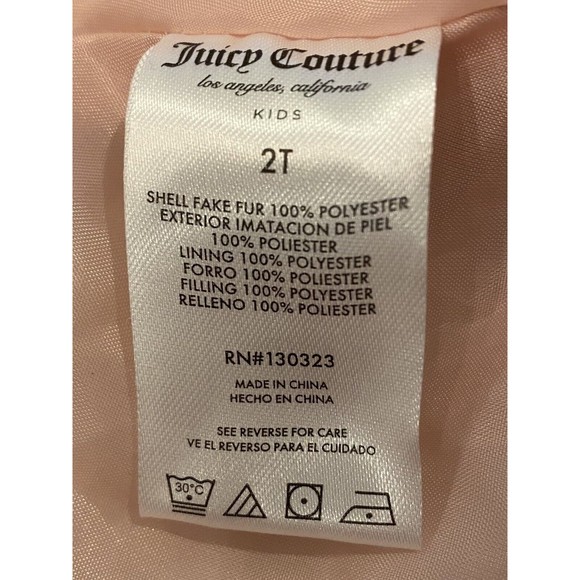 Juicy Couture
los angeles, california
KIDS
2T
SHELL FAKE FUR 100% POLYESTER
EXTERIOR IMATACION DE PIEL
100% POLIESTER
LINING 100% POLYESTER
FORRO 100% POLIESTER
FILLING 100% POLYESTER
RELLENO 100% POLIESTER
RN#130323
MADE IN CHINA
HECHO EN CHINA
SEE REVERSE FOR CARE
VE EL REVERSO PARA EL CUIDADO
30°C